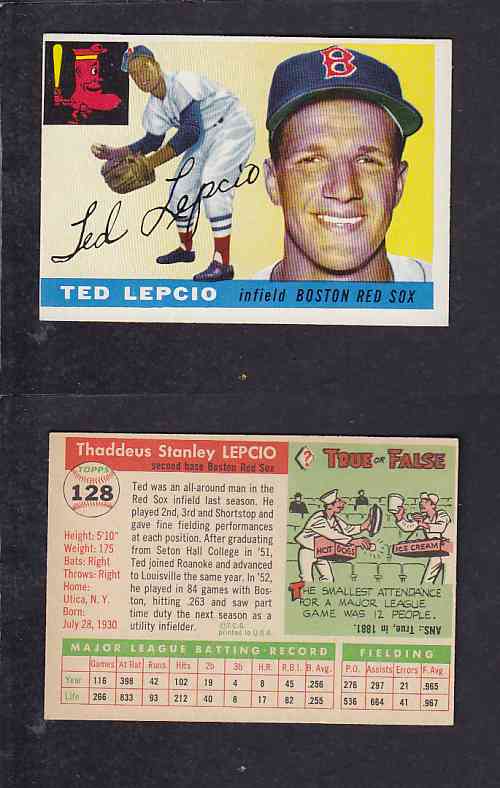 B
Ted Lepcio
TED LEPCIO infield BOSTON RED SOX
Thaddeus Stanley LEPCIO
second base Boston Red Sox
TOPPS
128
Height: 5'10"
Weight: 175
Bats: Right
Throws: Right
Home:
Utica, N. Y.
Born:
July 28, 1930
Ted was an all-around man in the
Red Sox infield last season. He
played 2nd, 3rd and Shortstop and
gave fine fielding performances
at each position. After graduating
from Seton Hall College in '51,
Ted joined Roanoke and advanced
to Louisville the same year. In '52,
he played in 84 games with Bos-
ton, hitting .263 and saw part
time duty the next season as a
utility infielder.
©T.C.G.
printed in U.S.A.
? TRUE OR FALSE
HOT DOGS
ICE CREAM
THE SMALLEST ATTENDANCE
FOR A MAJOR LEAGUE
GAME WAS 12 PEOPLE.
ANS.: True, in 1881.
MAJOR LEAGUE BATTING RECORD FIELDING
Games At Bat Runs Hits 2b 3b H.R. R.B.I. B. Avg. P.O. Assists Errors F. Avg
Year 116 398 42 102 19 4 8 45 .256 276 297 21 .965
Life 266 833 93 212 40 8 17 82 .255 536 664 41 .967